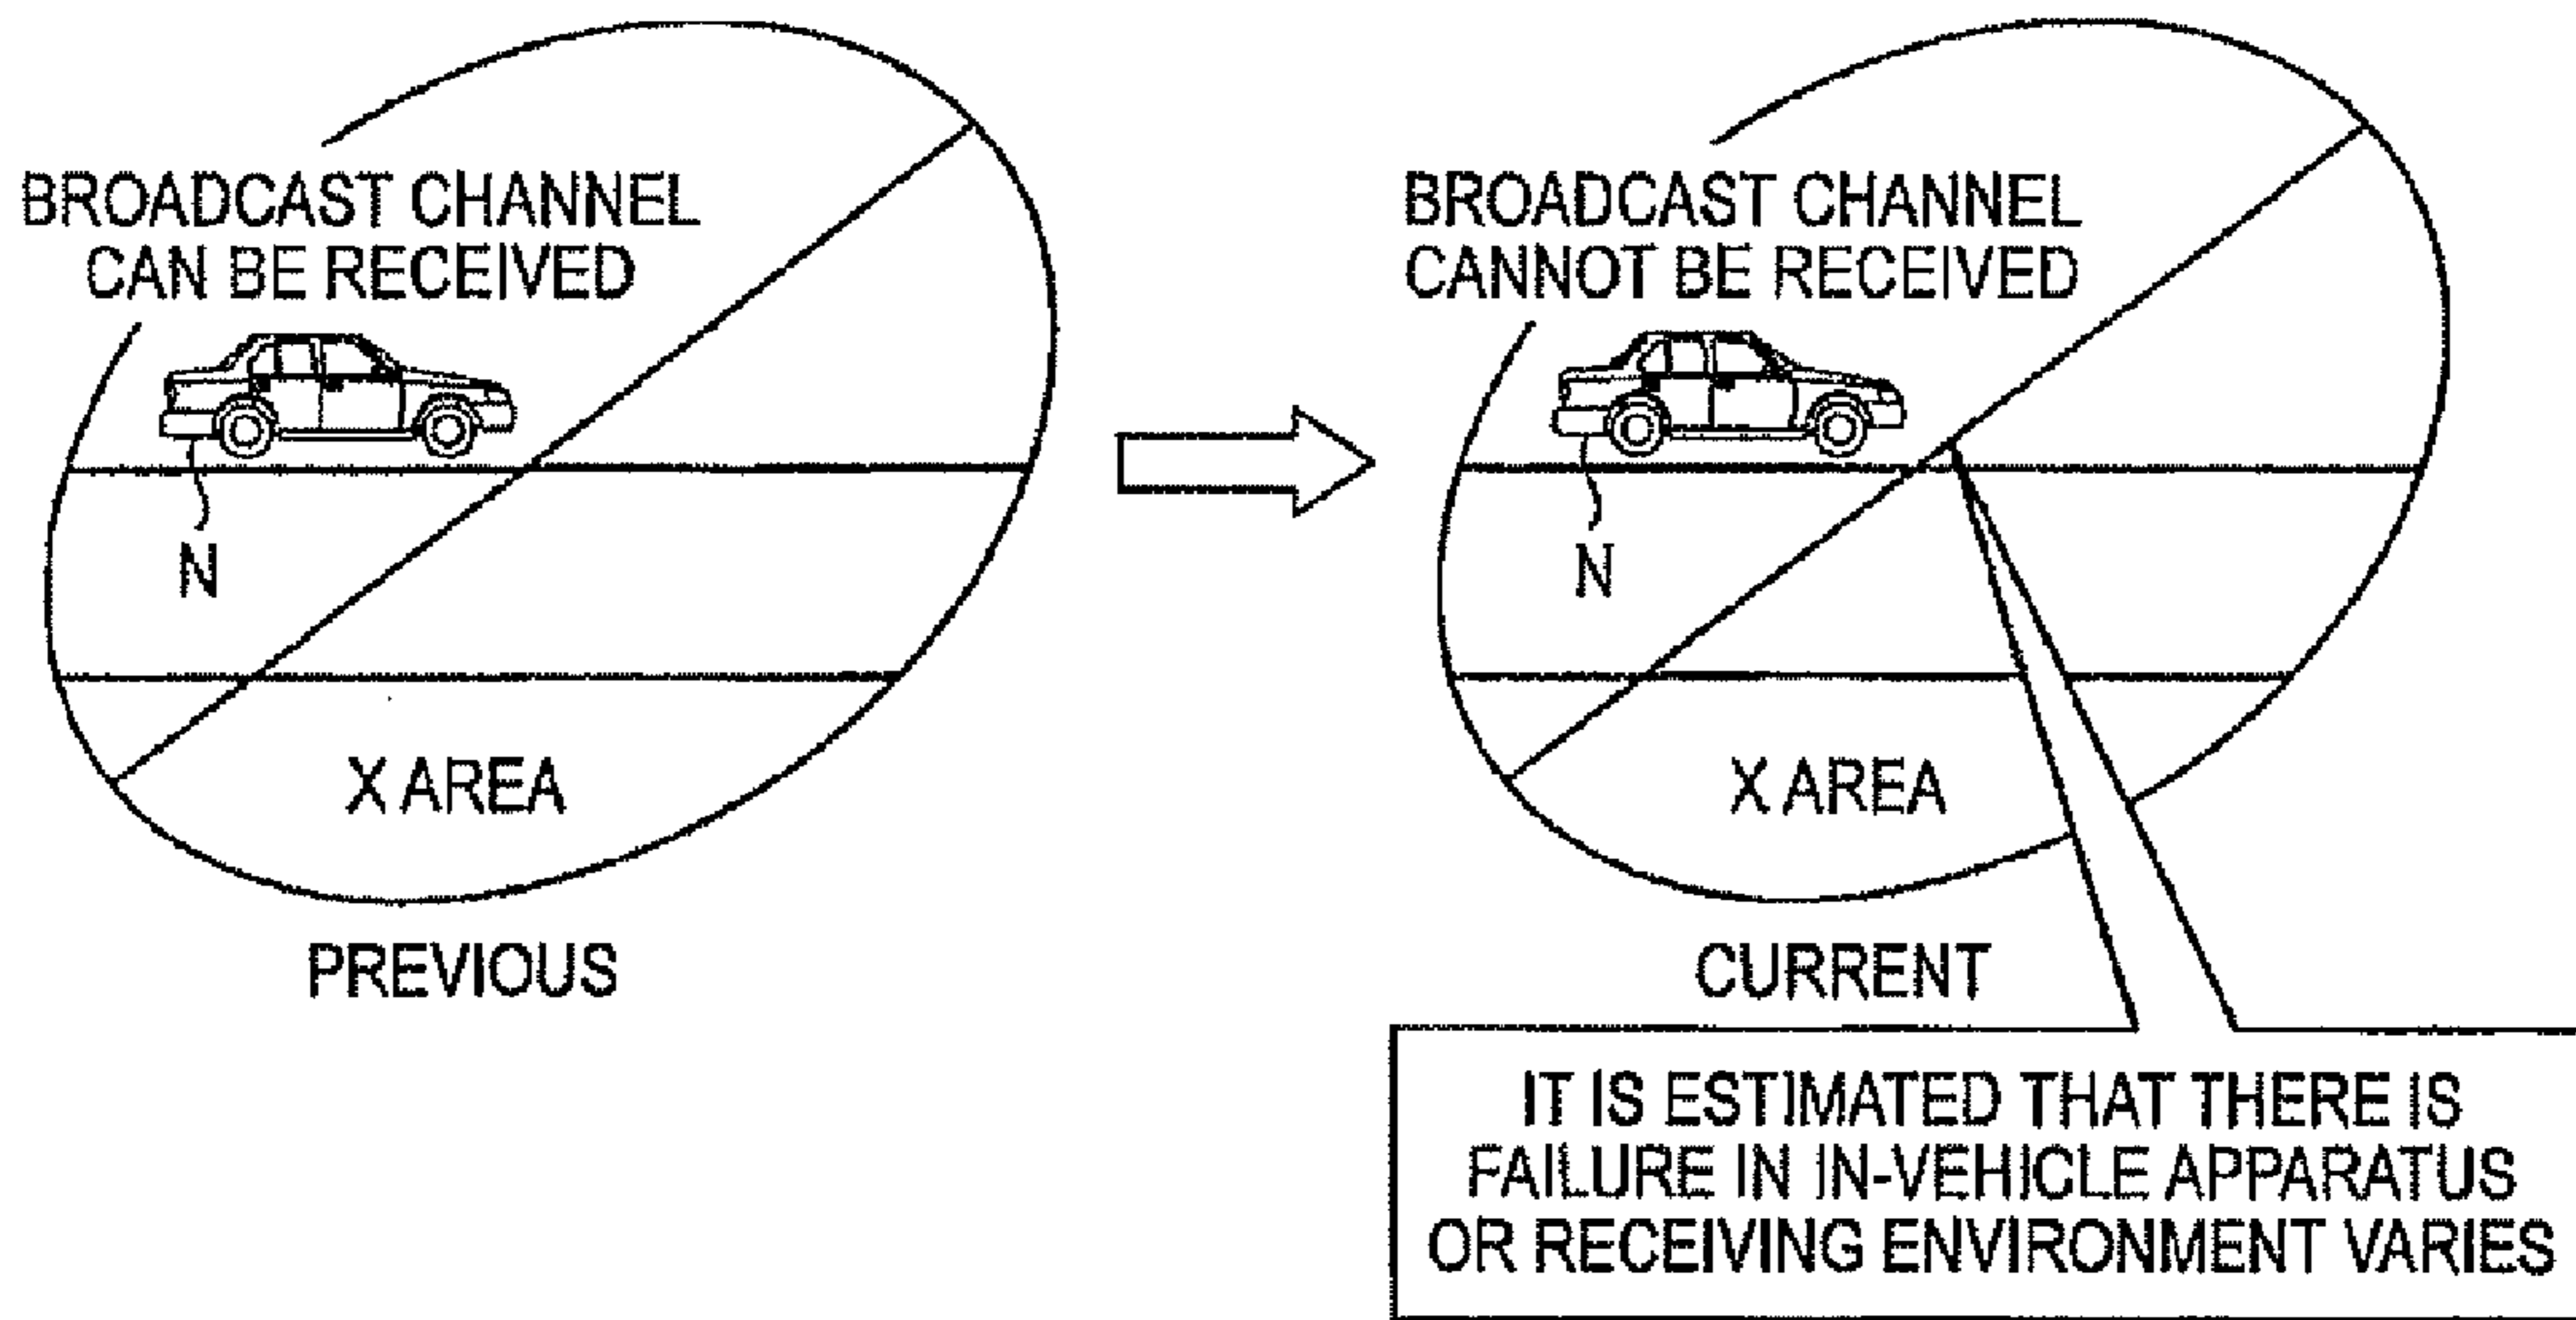 BROADCAST CHANNEL
CAN BE RECEIVED
N
X AREA
PREVIOUS
BROADCAST CHANNEL
CANNOT BE RECEIVED
N
X AREA
CURRENT
IT IS ESTIMATED THAT THERE IS
FAILURE IN IN-VEHICLE APPARATUS
OR RECEIVING ENVIRONMENT VARIES